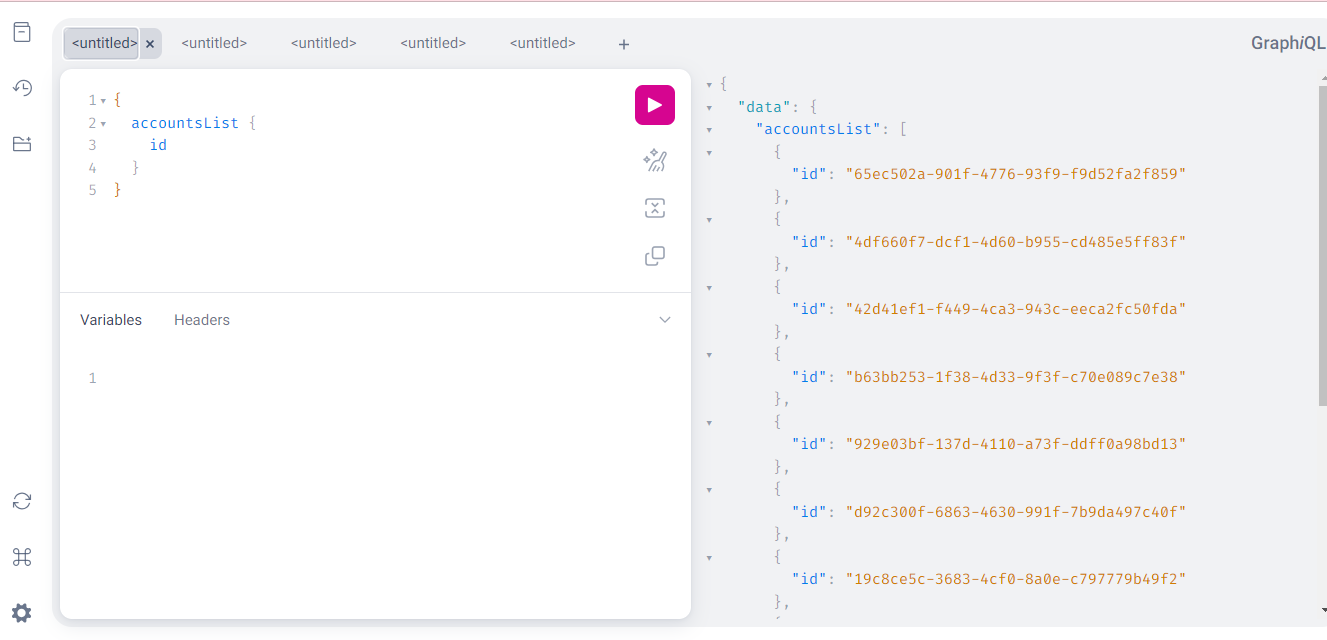 <untitled> × <untitled> <untitled> <untitled> <untitled> +
GraphiQL
1 {
2 accountsList {
3 id
4 }
5 }
Variables Headers
1
{
"data": {
"accountsList": [
{
"id": "65ec502a-901f-4776-93f9-f9d52fa2f859"
},
{
"id": "4df660f7-dcf1-4d60-b955-cd485e5ff83f"
},
{
"id": "42d41ef1-f449-4ca3-943c-eeca2fc50fda"
},
{
"id": "b63bb253-1f38-4d33-9f3f-c70e089c7e38"
},
{
"id": "929e03bf-137d-4110-a73f-ddff0a98bd13"
},
{
"id": "d92c300f-6863-4630-991f-7b9da497c40f"
},
{
"id": "19c8ce5c-3683-4cf0-8a0e-c797779b49f2"
},